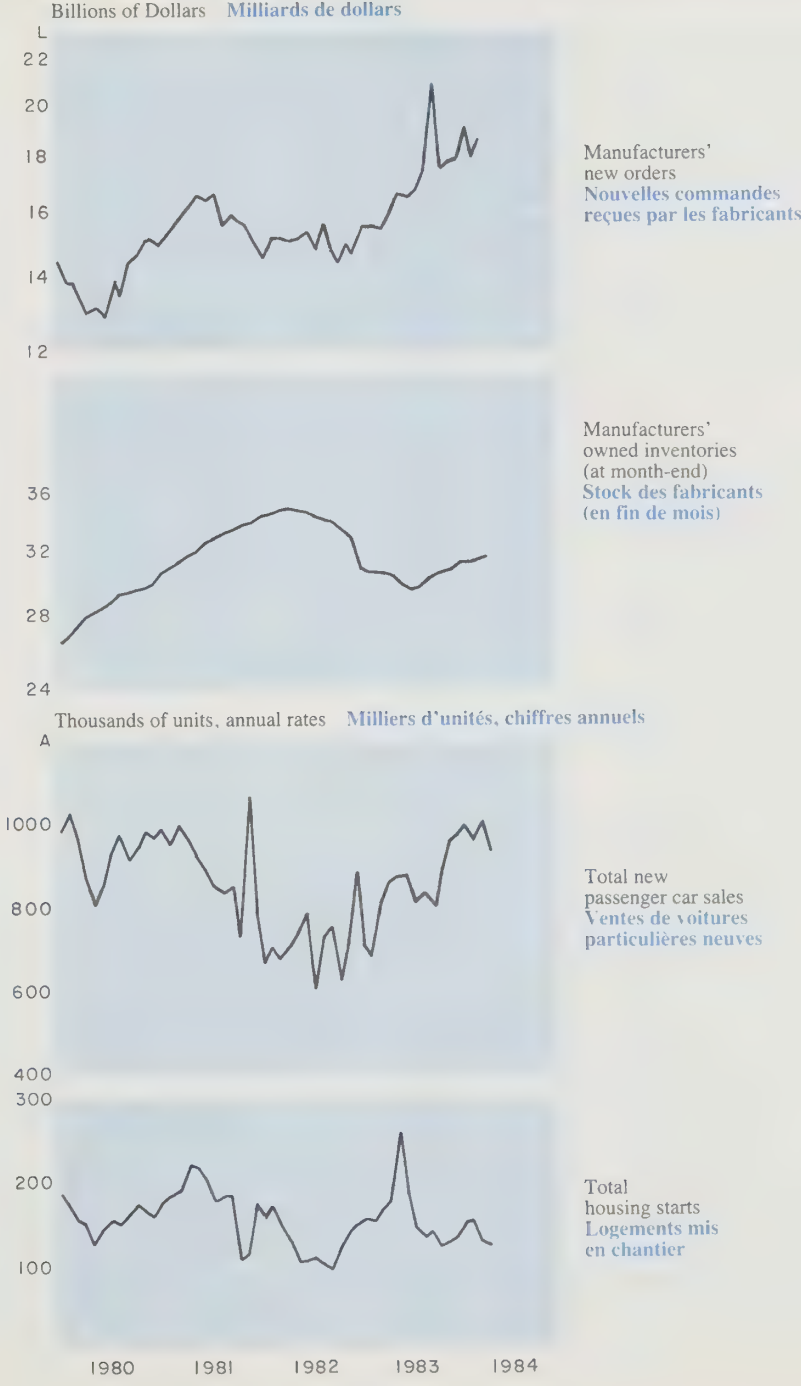 Billions of Dollars Milliards de dollars
L
22
20
18
16
14
12
Manufacturers'
new orders
Nouvelles commandes
reçues par les fabricants
36
32
28
24
Manufacturers'
owned inventories
(at month-end)
Stock des fabricants
(en fin de mois)
Thousands of units, annual rates Milliers d'unités, chiffres annuels
A
1000
800
600
400
Total new
passenger car sales
Ventes de voitures
particulières neuves
300
200
100
Total
housing starts
Logements mis
en chantier
1980 1981 1982 1983 1984